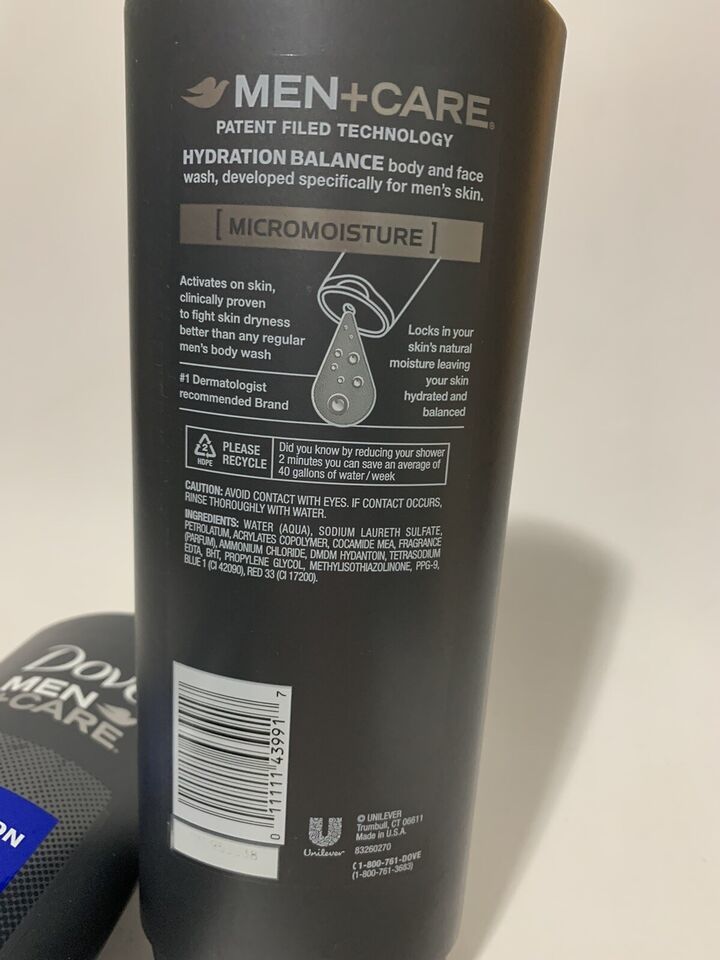 MEN+CARE®
PATENT FILED TECHNOLOGY
HYDRATION BALANCE body and face
wash, developed specifically for men's skin.
[ MICROMOISTURE ]
Activates on skin,
clinically proven
to fight skin dryness
better than any regular
men's body wash
Locks in your
skin's natural
moisture leaving
your skin
hydrated and
balanced
#1 Dermatologist
recommended Brand
2
HDPE
PLEASE
RECYCLE
Did you know by reducing your shower
2 minutes you can save an average of
40 gallons of water/week
CAUTION: AVOID CONTACT WITH EYES. IF CONTACT OCCURS,
RINSE THOROUGHLY WITH WATER.
INGREDIENTS: WATER (AQUA), SODIUM LAURETH SULFATE,
PETROLATUM, ACRYLATES COPOLYMER, COCAMIDE MEA, FRAGRANCE
(PARFUM), AMMONIUM CHLORIDE, DMDM HYDANTOIN, TETRASODIUM
EDTA, BHT, PROPYLENE GLYCOL, METHYLISOTHIAZOLINONE, PPG-9,
BLUE 1 (CI 42090), RED 33 (CI 17200).
0 11111 43991 7
Unilever
© UNILEVER
Trumbull, CT 06611
Made in U.S.A.
83260270
(1-800-761-DOVE
(1-800-761-3683)
Dove
MEN
+CARE
ON